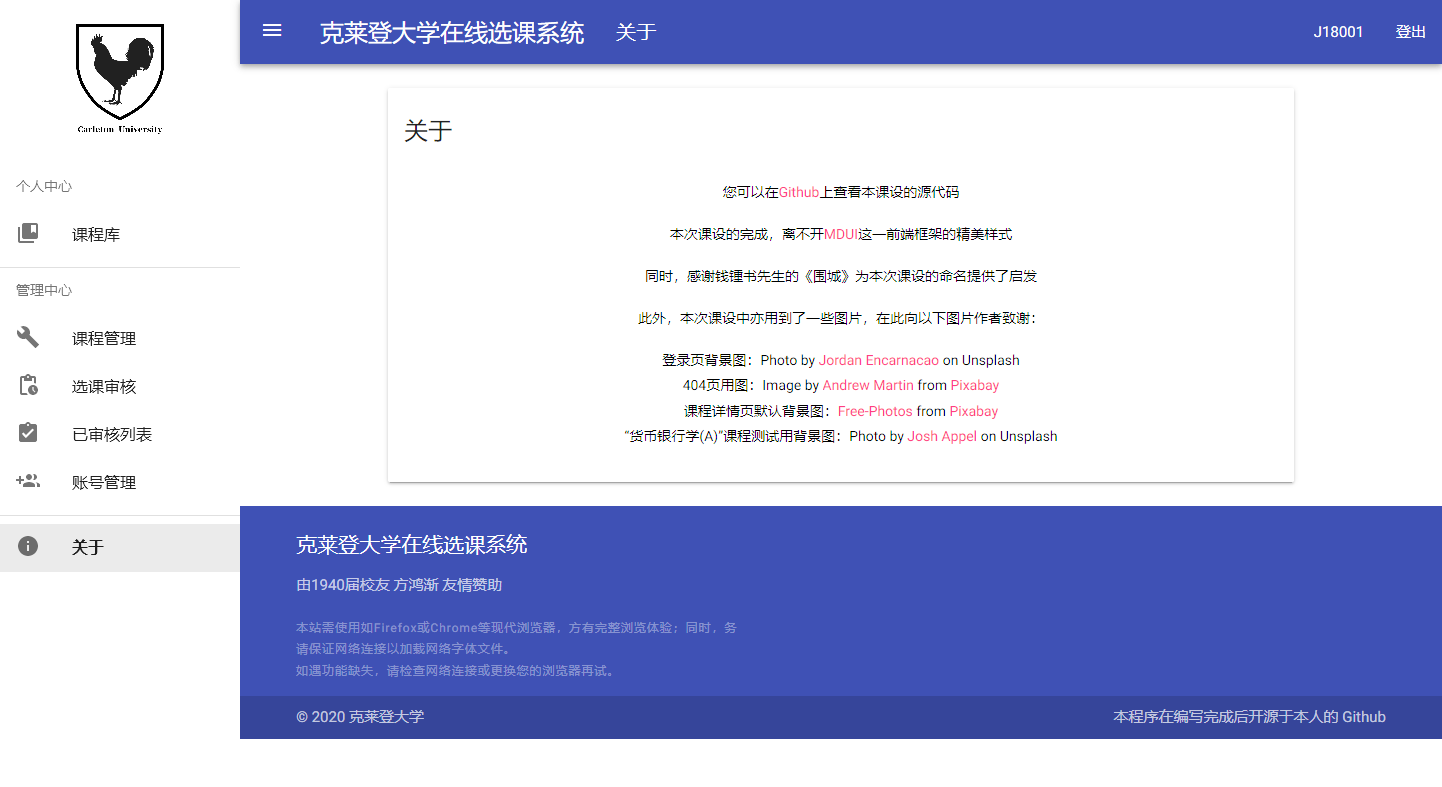 Carleton University
个人中心
课程库
管理中心
课程管理
选课审核
已审核列表
账号管理
关于
克莱登大学在线选课系统 关于 J18001 登出
关于
您可以在Github上查看本课设的源代码
本次课设的完成，离不开MDUI这一前端框架的精美样式
同时，感谢钱锺书先生的《围城》为本次课设的命名提供了启发
此外，本次课设中亦用到了一些图片，在此向以下图片作者致谢：
登录页背景图：Photo by Jordan Encarnacao on Unsplash
404页用图：Image by Andrew Martin from Pixabay
课程详情页默认背景图：Free-Photos from Pixabay
“货币银行学(A)”课程测试用背景图：Photo by Josh Appel on Unsplash
克莱登大学在线选课系统
由1940届校友 方鸿渐 友情赞助
本站需使用如Firefox或Chrome等现代浏览器，方有完整浏览体验；同时，务
请保证网络连接以加载网络字体文件。
如遇功能缺失，请检查网络连接或更换您的浏览器再试。
© 2020 克莱登大学 本程序在编写完成后开源于本人的 Github